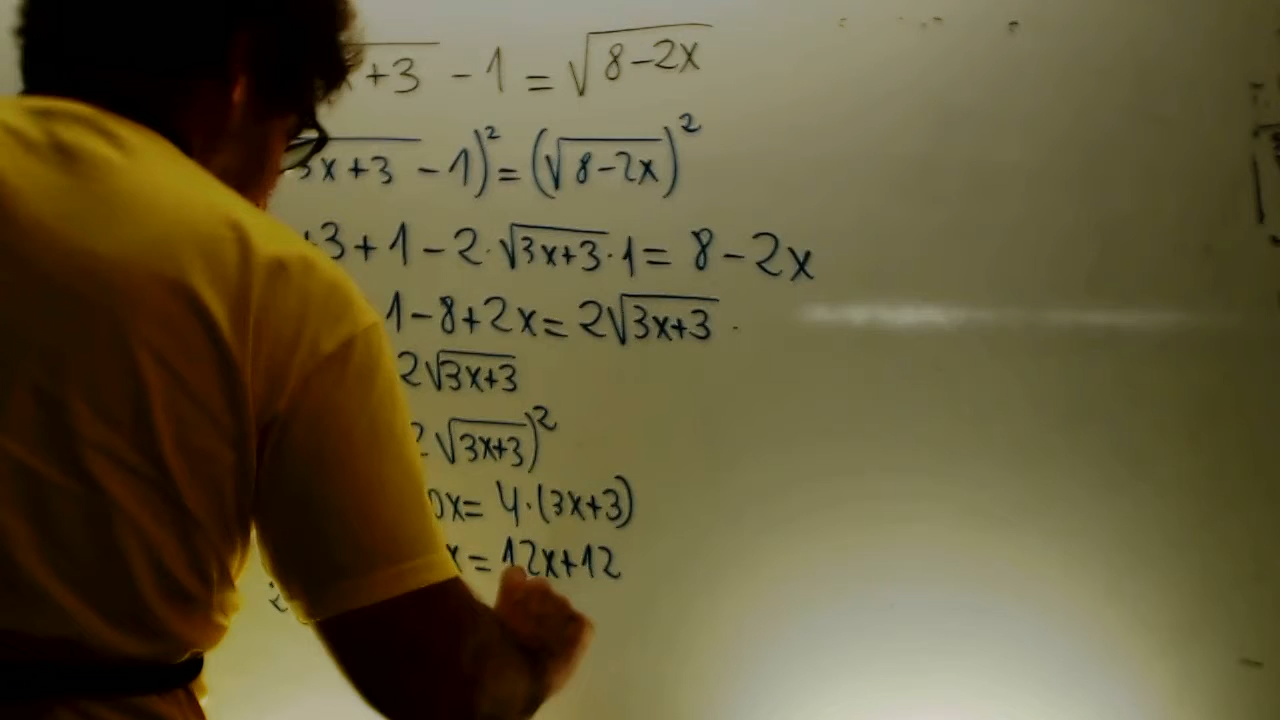 x+3 - 1 = √8-2x
3x+3 - 1)² = (√8-2x)²
+3+1-2·√3x+3·1 = 8-2x
1-8+2x = 2√3x+3
2√3x+3
2√3x+3)²
0x = 4·(3x+3)
x = 12x+12